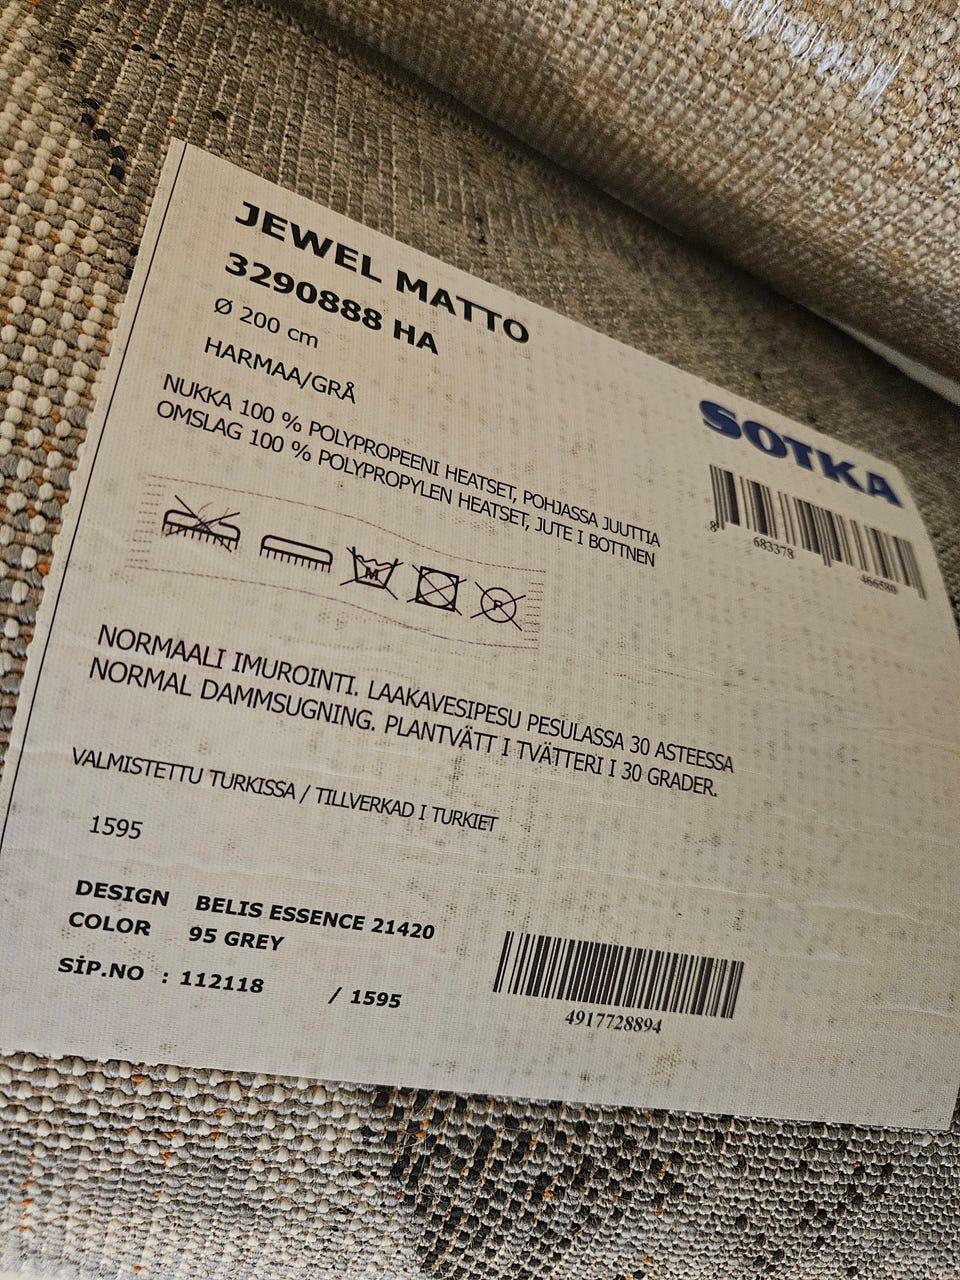 JEWEL MATTO
3290888 HA
Ø 200 cm
HARMAA/GRÅ
NUKKA 100 % POLYPROPEENI HEATSET, POHJASSA JUUTTIA
OMSLAG 100 % POLYPROPYLEN HEATSET, JUTE I BOTTNEN
SOTKA
8 683378 466580
M
P
NORMAALI IMUROINTI. LAAKAVESIPESU PESULASSA 30 ASTEESSA
NORMAL DAMMSUGNING. PLANTVÄTT I TVÄTTERI I 30 GRADER.
VALMISTETTU TURKISSA / TILLVERKAD I TURKIET
1595
DESIGN BELIS ESSENCE 21420
COLOR 95 GREY
SİP.NO : 112118 / 1595
4917728894